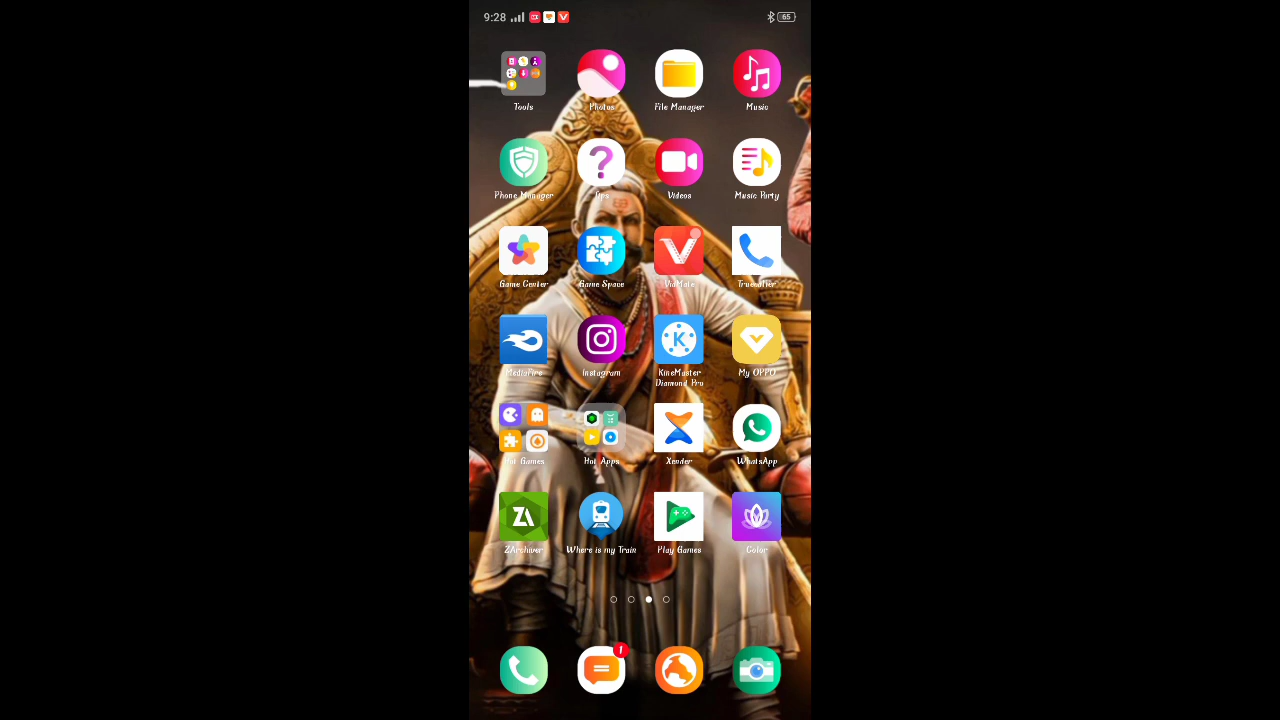 9:28
65
Tools
Photos
File Manager
Music
Phone Manager
Tips
Videos
Music Party
Game Center
Game Space
VidMate
Truecaller
MediaFire
Instagram
KineMaster
Diamond Pro
My OPPO
Hot Games
Hot Apps
Xender
WhatsApp
ZArchiver
Where is my Train
Play Games
Color
1